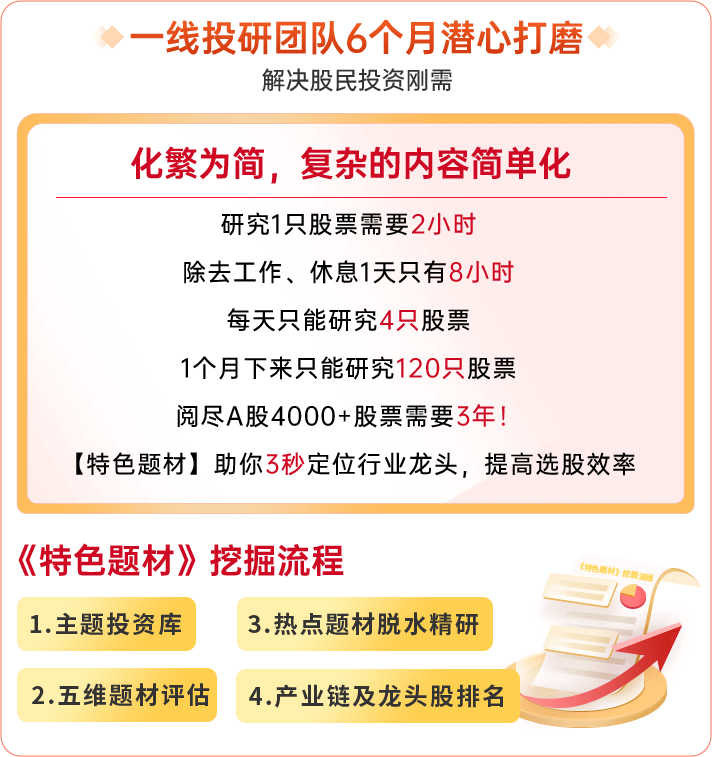 一线投研团队6个月潜心打磨
解决股民投资刚需
化繁为简，复杂的内容简单化
研究1只股票需要2小时
除去工作、休息1天只有8小时
每天只能研究4只股票
1个月下来只能研究120只股票
阅尽A股4000+股票需要3年！
【特色题材】助你3秒定位行业龙头，提高选股效率
《特色题材》挖掘流程
《特色题材》挖掘流程
1.主题投资库
3.热点题材脱水精研
2.五维题材评估
4.产业链及龙头股排名